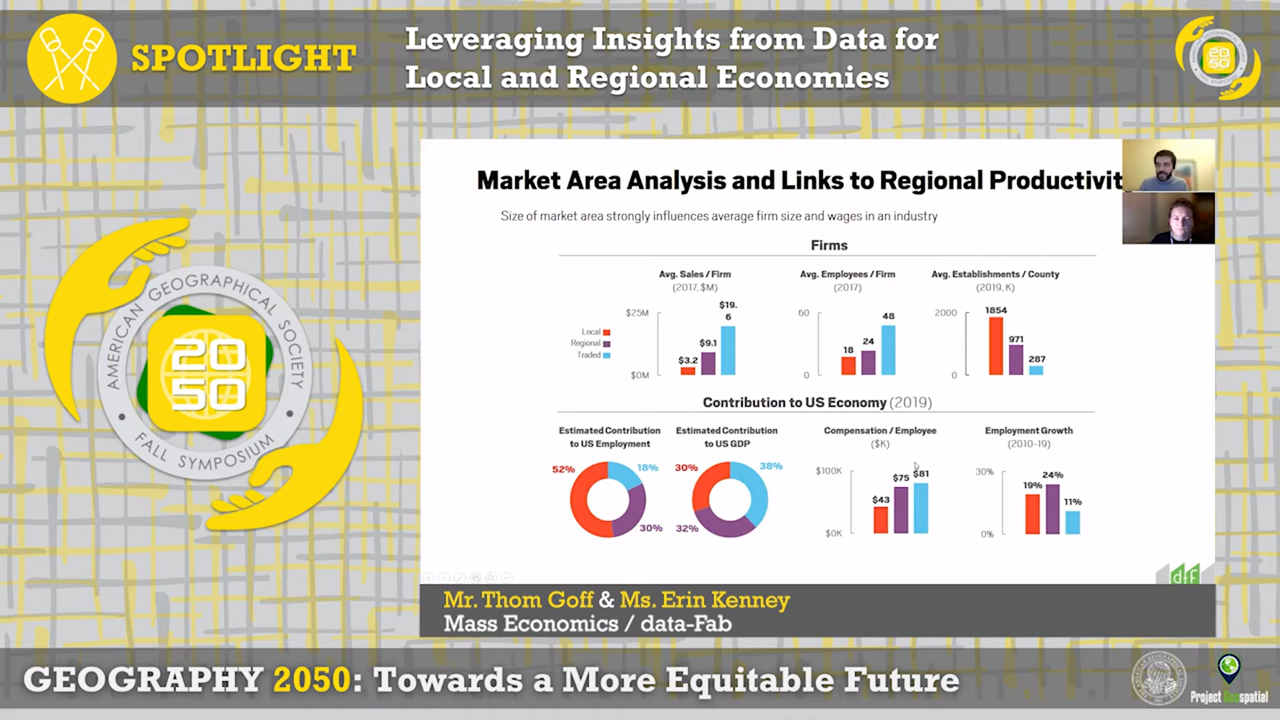 SPOTLIGHT
Leveraging Insights from Data for
Local and Regional Economies
20
50
AMERICAN GEOGRAPHICAL SOCIETY
20
50
FALL SYMPOSIUM
Market Area Analysis and Links to Regional Productivit
Size of market area strongly influences average firm size and wages in an industry
Firms
Avg. Sales / Firm
(2017, $M)
$25M
$0M
Local
Regional
Traded
$3.2
$9.1
$19.
6
Avg. Employees / Firm
(2017)
60
0
18
24
48
Avg. Establishments / County
(2019, K)
2000
0
1854
971
287
Contribution to US Economy (2019)
Estimated Contribution
to US Employment
52%
18%
30%
Estimated Contribution
to US GDP
30%
38%
32%
Compensation / Employee
($K)
$100K
$0K
$43
$75
$81
Employment Growth
(2010-19)
30%
0%
19%
24%
11%
dfF
Mr. Thom Goff & Ms. Erin Kenney
Mass Economics / data-Fab
GEOGRAPHY 2050: Towards a More Equitable Future
Project Geospatial